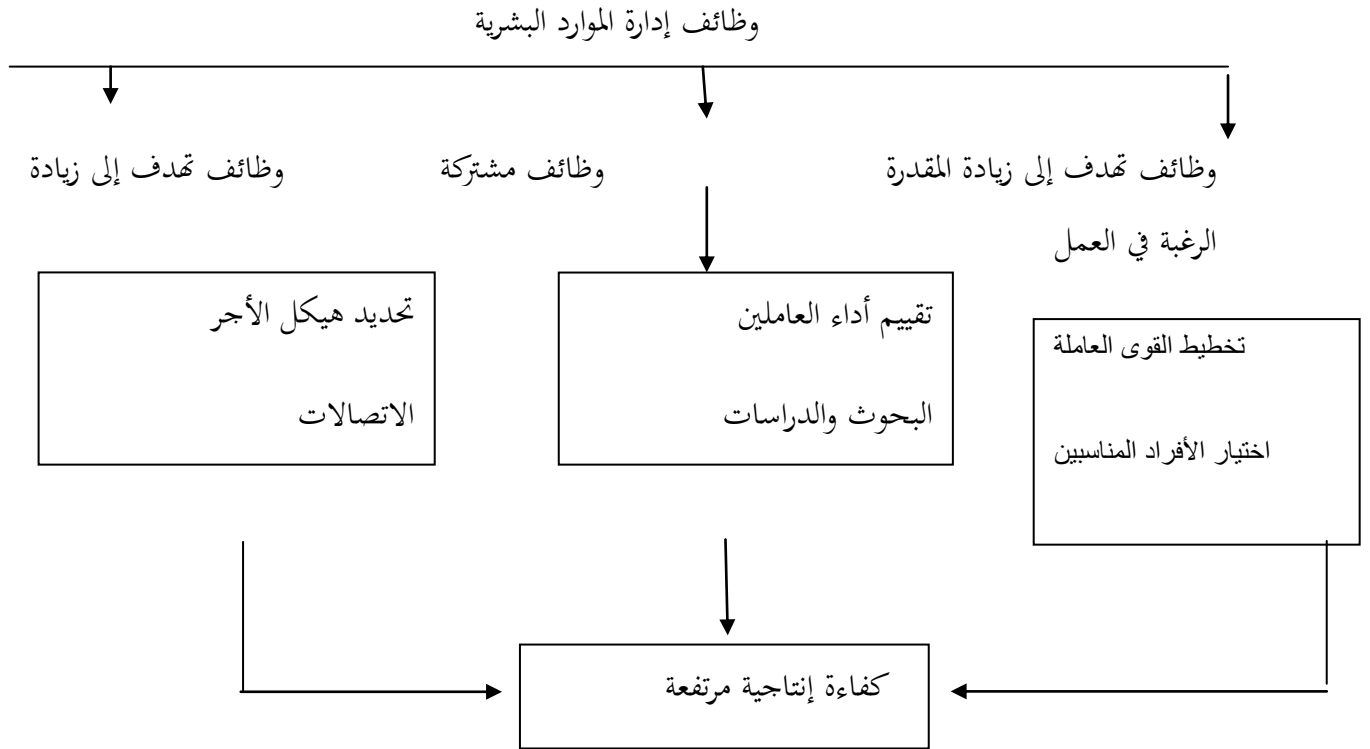 وظائف إدارة الموارد البشرية
وظائف تهدف إلى زيادة المقدرة
وظائف مشتركة
وظائف تهدف إلى زيادة
الرغبة في العمل
تخطيط القوى العاملة
اختيار الأفراد المناسبين
تقييم أداء العاملين
البحوث والدراسات
تحديد هيكل الأجر
الاتصالات
كفاءة إنتاجية مرتفعة